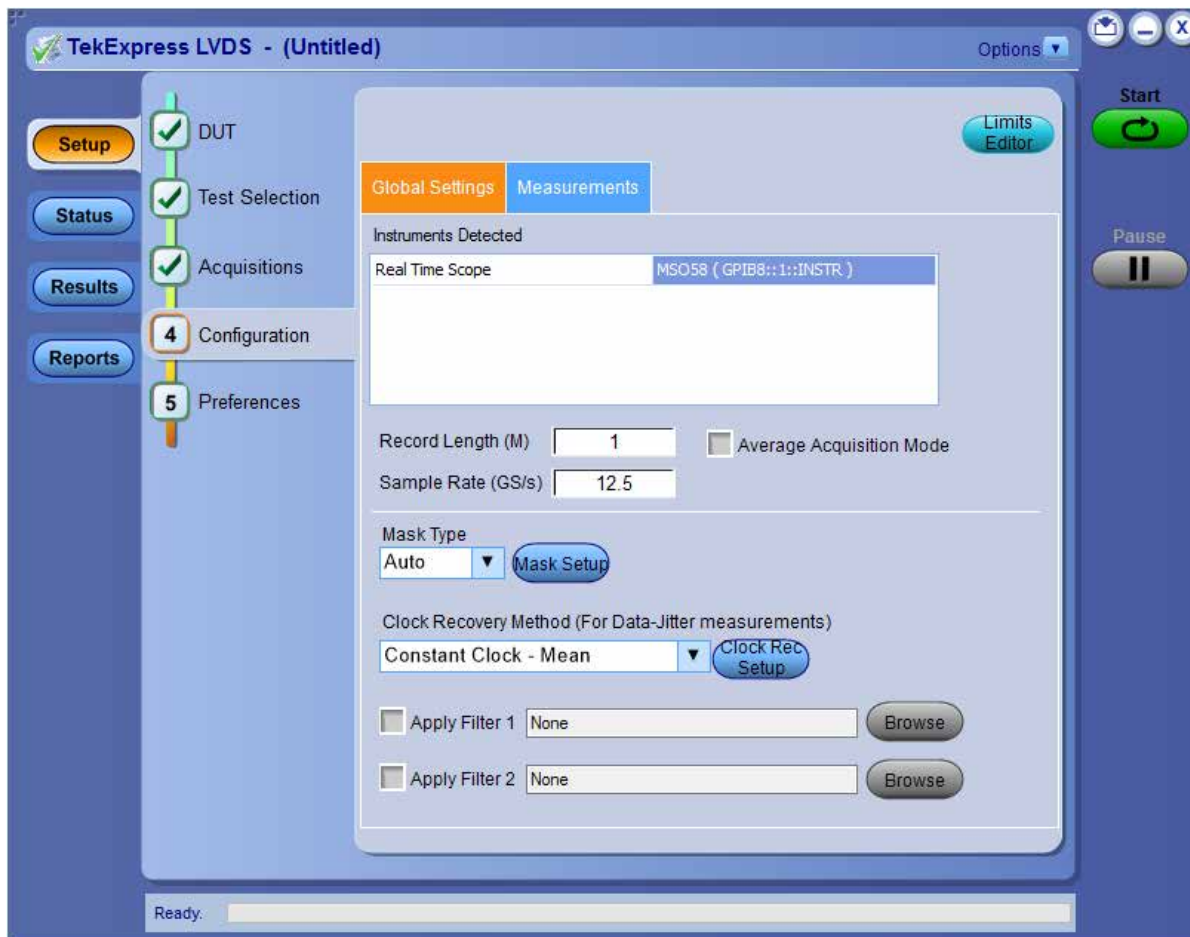 TekExpress LVDS - (Untitled)
Options
X
Start
Pause
Setup
Status
Results
Reports
DUT
Test Selection
Acquisitions
4 Configuration
5 Preferences
Limits
Editor
Global Settings Measurements
Instruments Detected
Real Time Scope MSO58 ( GPIB8::1::INSTR )
Record Length (M) 1 Average Acquisition Mode
Sample Rate (GS/s) 12.5
Mask Type
Auto Mask Setup
Clock Recovery Method (For Data-Jitter measurements)
Constant Clock - Mean Clock Rec
Setup
Apply Filter 1 None Browse
Apply Filter 2 None Browse
Ready.